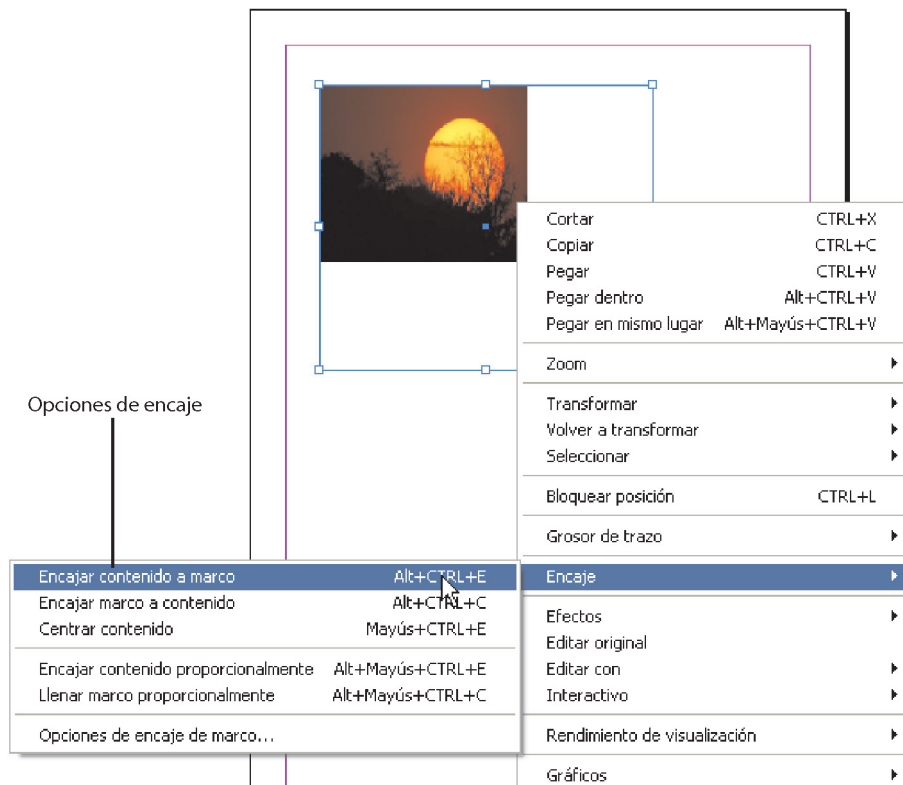 Cortar CTRL+X
Copiar CTRL+C
Pegar CTRL+V
Pegar dentro Alt+CTRL+V
Pegar en mismo lugar Alt+Mayús+CTRL+V
Zoom
Transformar
Volver a transformar
Seleccionar
Bloquear posición CTRL+L
Grosor de trazo
Encaje
Efectos
Editar original
Editar con
Interactivo
Rendimiento de visualización
Gráficos
Opciones de encaje
Encajar contenido a marco Alt+CTRL+E
Encajar marco a contenido Alt+CTRL+C
Centrar contenido Mayús+CTRL+E
Encajar contenido proporcionalmente Alt+Mayús+CTRL+E
Llenar marco proporcionalmente Alt+Mayús+CTRL+C
Opciones de encaje de marco...